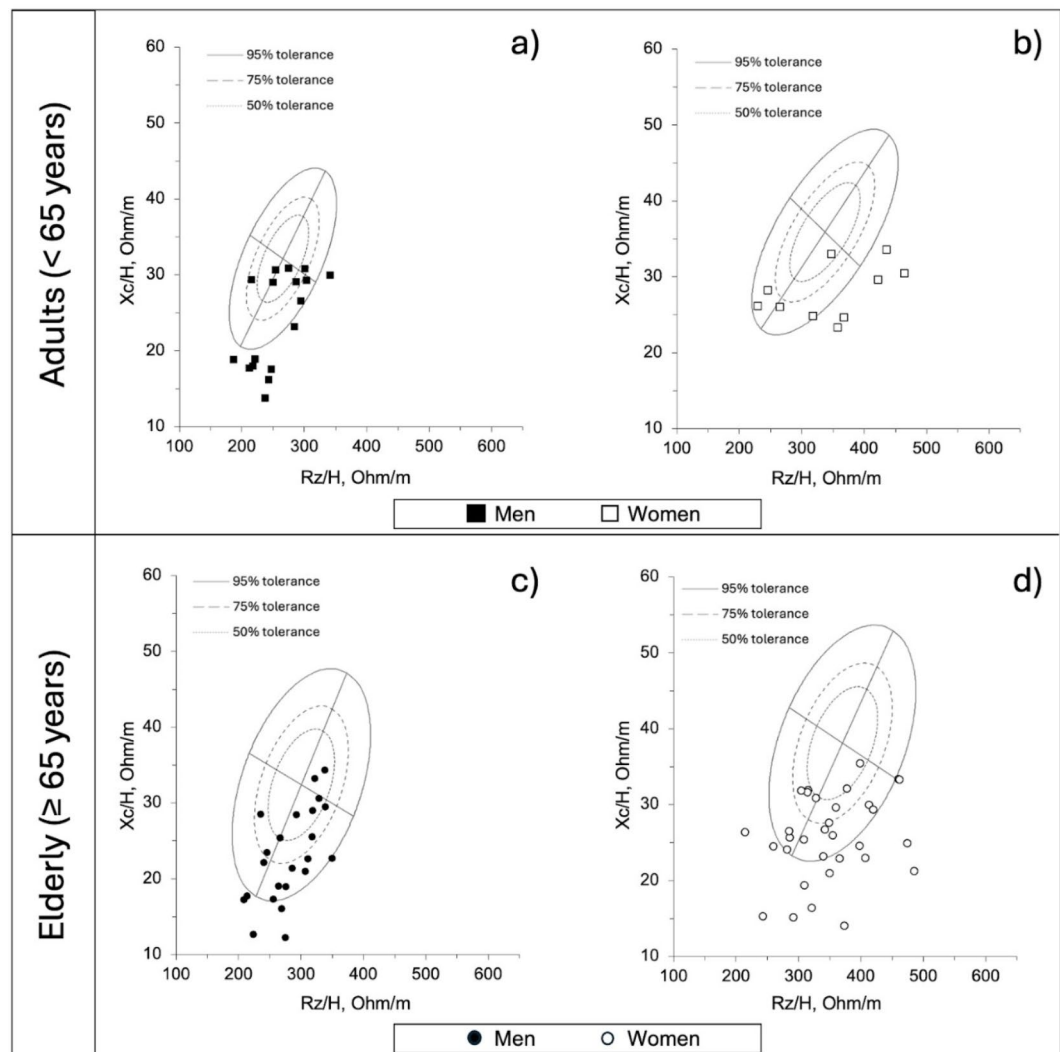 Adults (< 65 years)
a)
95% tolerance
75% tolerance
50% tolerance
60
50
40
30
20
10
Xc/H, Ohm/m
100 200 300 400 500 600
Rz/H, Ohm/m
b)
95% tolerance
75% tolerance
50% tolerance
60
50
40
30
20
10
Xc/H, Ohm/m
100 200 300 400 500 600
Rz/H, Ohm/m
Men Women
Elderly (≥ 65 years)
c)
95% tolerance
75% tolerance
50% tolerance
60
50
40
30
20
10
Xc/H, Ohm/m
100 200 300 400 500 600
Rz/H, Ohm/m
d)
95% tolerance
75% tolerance
50% tolerance
60
50
40
30
20
10
Xc/H, Ohm/m
100 200 300 400 500 600
Rz/H, Ohm/m
Men Women